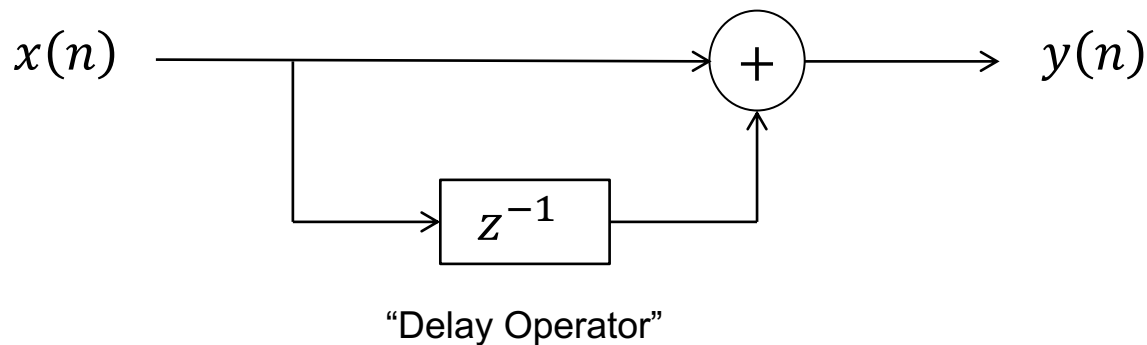 x(n) + y(n)
z⁻¹
“Delay Operator”